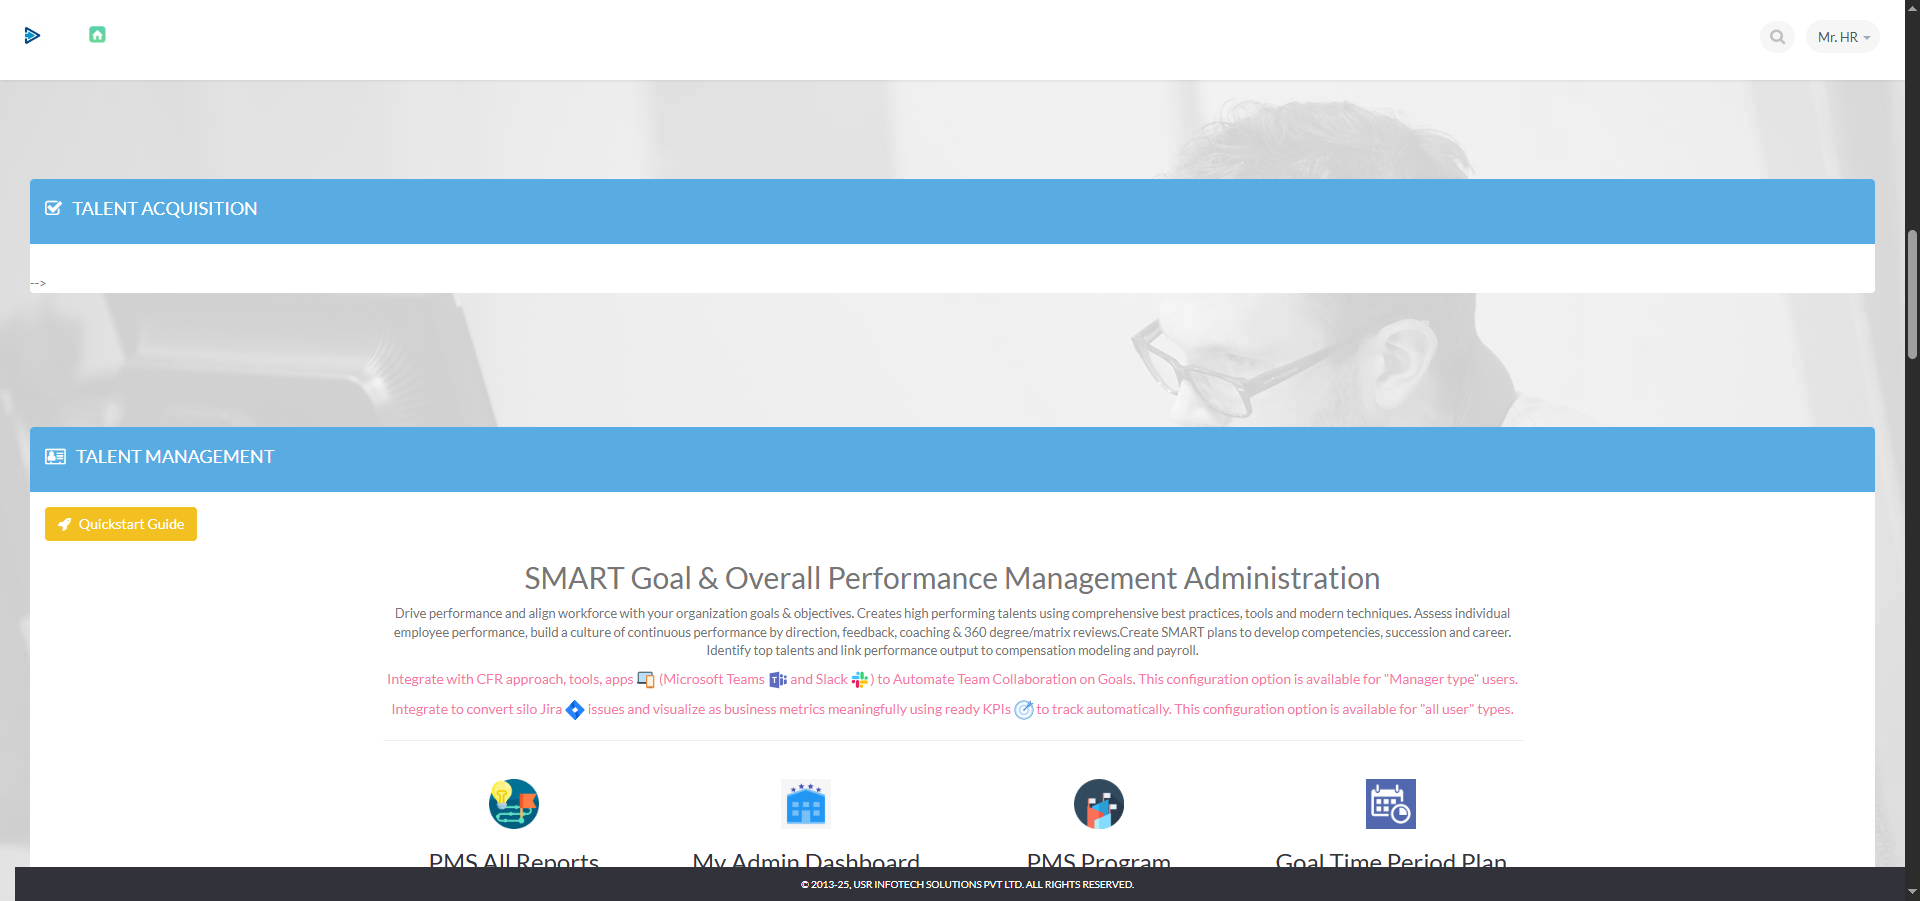 Mr. HR
TALENT ACQUISITION
-->
TALENT MANAGEMENT
Quickstart Guide
SMART Goal & Overall Performance Management Administration
Drive performance and align workforce with your organization goals & objectives. Creates high performing talents using comprehensive best practices, tools and modern techniques. Assess individual
employee performance, build a culture of continuous performance by direction, feedback, coaching & 360 degree/matrix reviews.Create SMART plans to develop competencies, succession and career.
Identify top talents and link performance output to compensation modeling and payroll.
Integrate with CFR approach, tools, apps (Microsoft Teams and Slack ) to Automate Team Collaboration on Goals. This configuration option is available for "Manager type" users.
Integrate to convert silo Jira issues and visualize as business metrics meaningfully using ready KPIs to track automatically. This configuration option is available for "all user" types.
PMS All Reports
My Admin Dashboard
PMS Program
Goal Time Period Plan
© 2013-25, USR INFOTECH SOLUTIONS PVT LTD. ALL RIGHTS RESERVED.